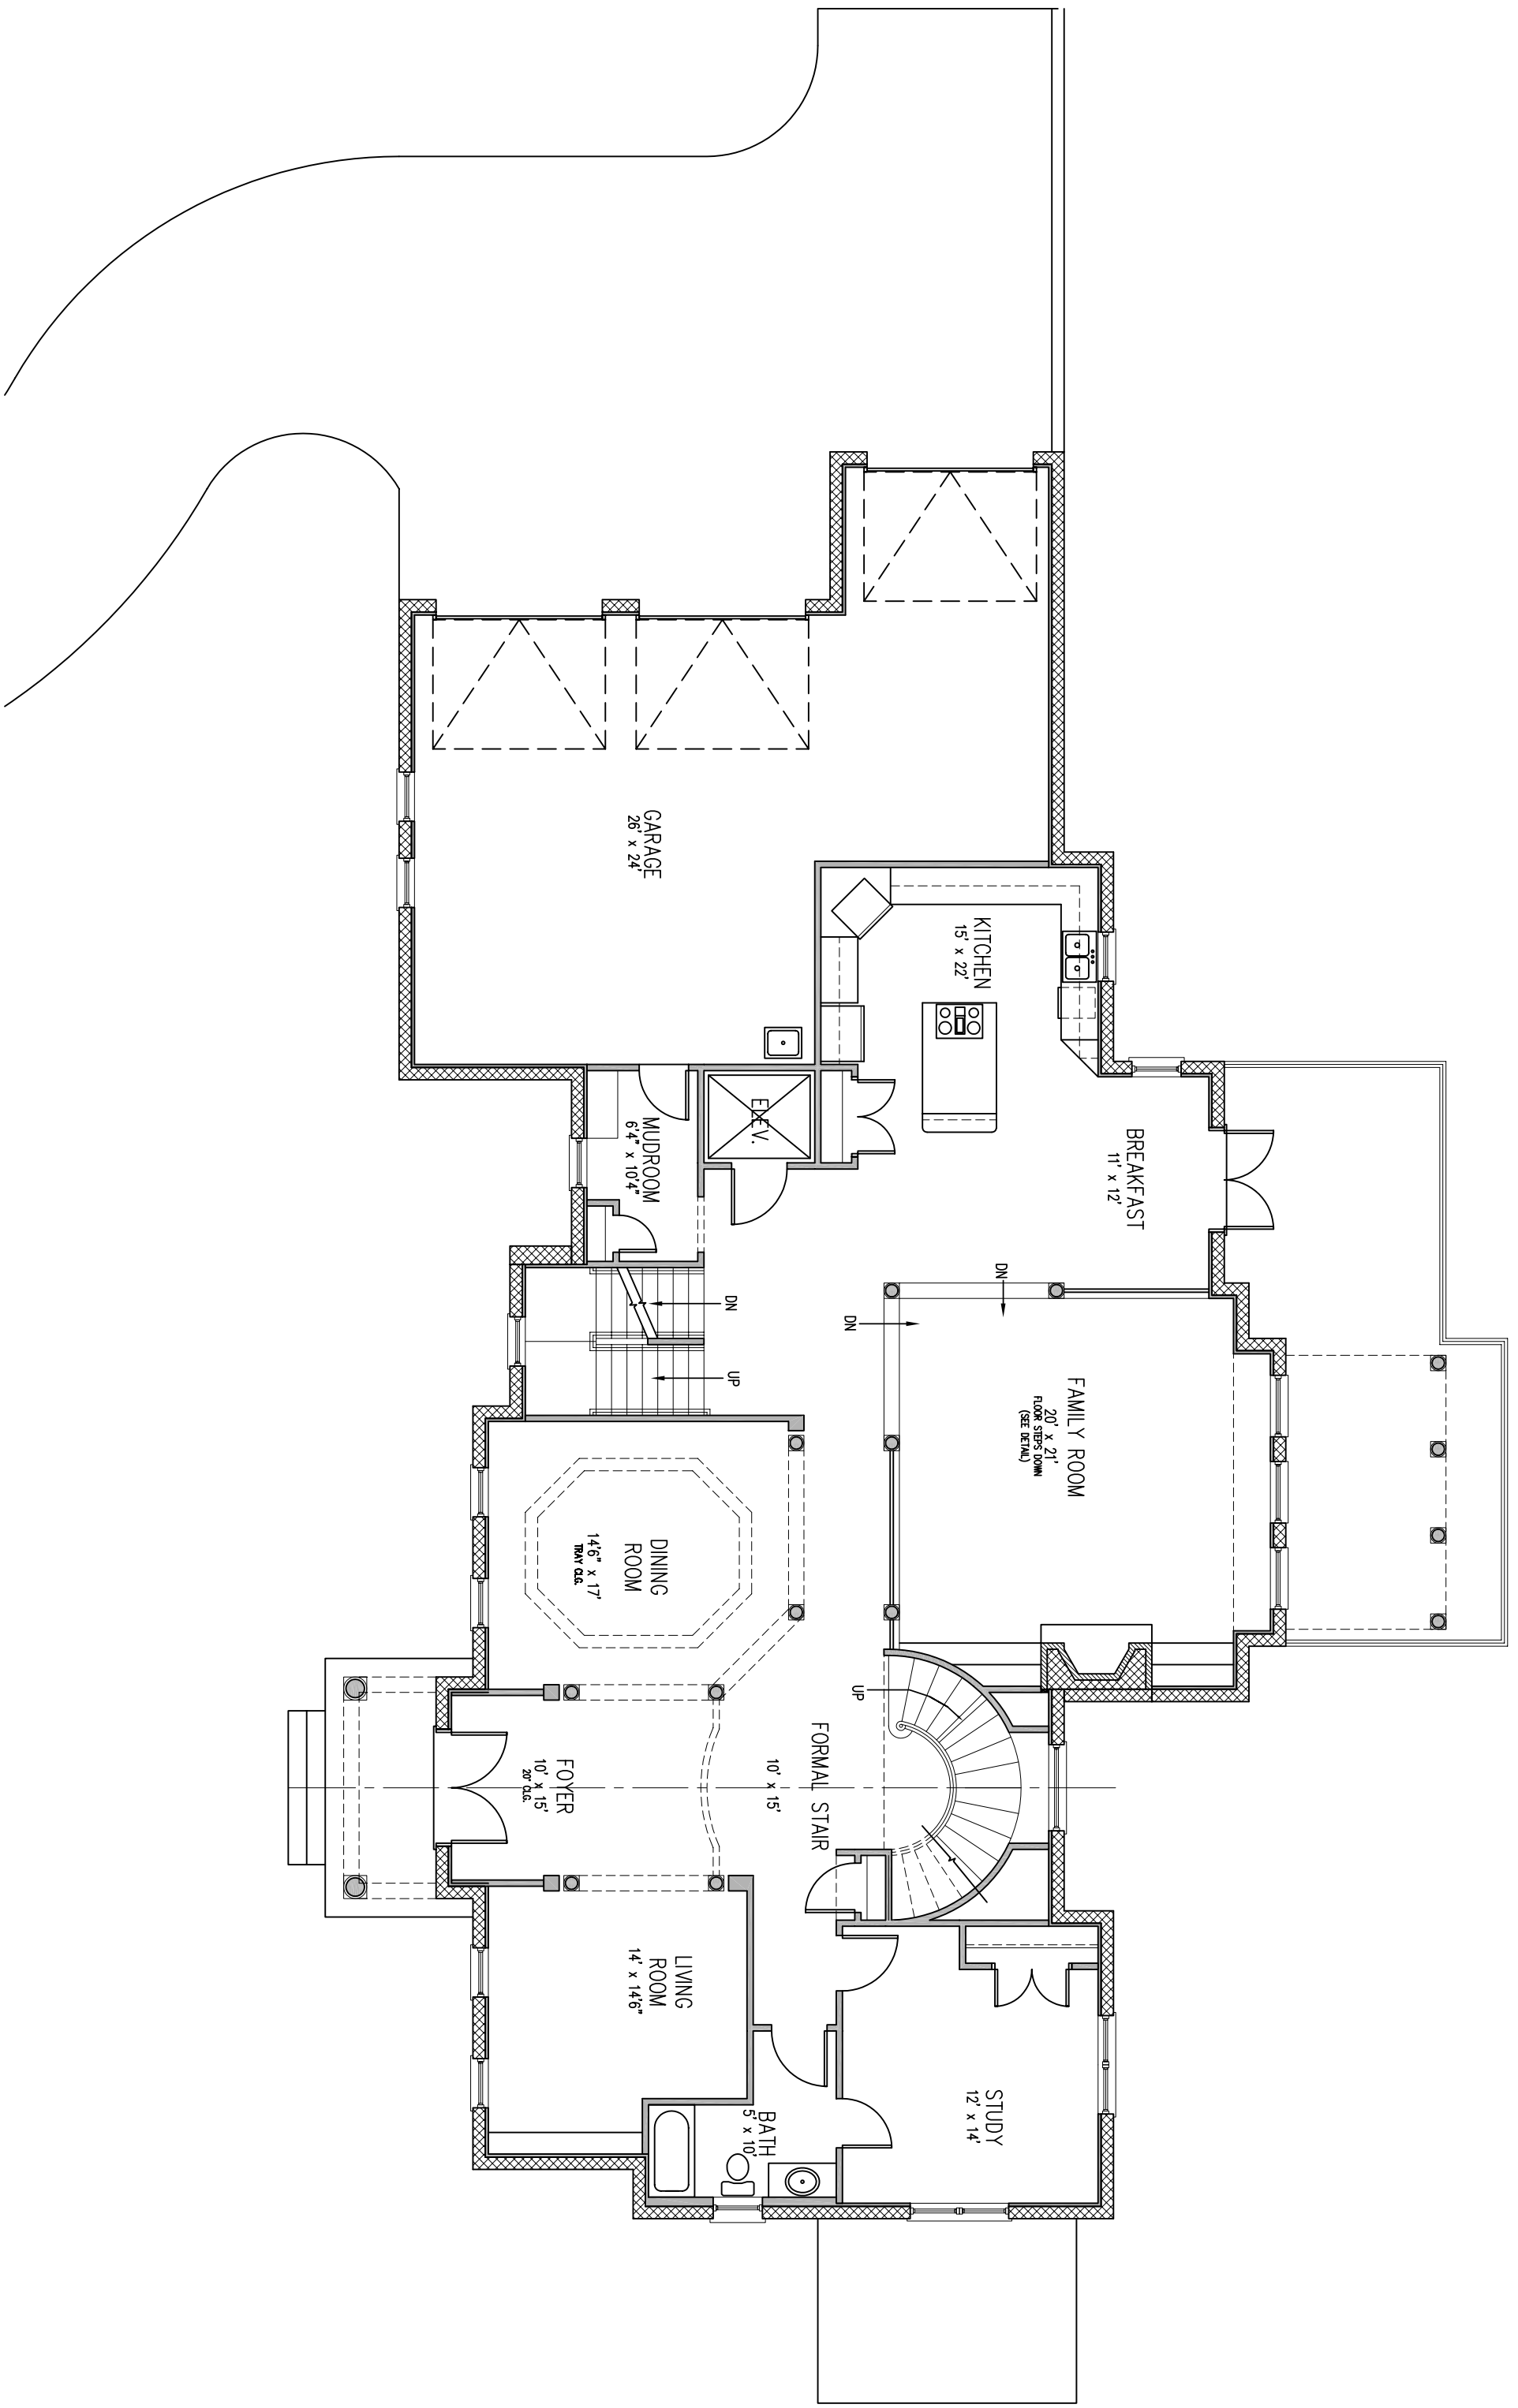 GARAGE
26' x 24'
KITCHEN
15' x 22'
BREAKFAST
11' x 12'
ELEV.
MUDROOM
6'4" x 10'4"
DN
DN
DN
UP
FAMILY ROOM
20' x 21'
FLOOR STEPS DOWN
(SEE DETAIL)
DINING
ROOM
14'6" x 17'
TRAY CLG.
UP
FORMAL STAIR
10' x 15'
FOYER
10' x 15'
20' CLG.
LIVING
ROOM
14' x 14'6"
STUDY
12' x 14'
BATH
5' x 10'